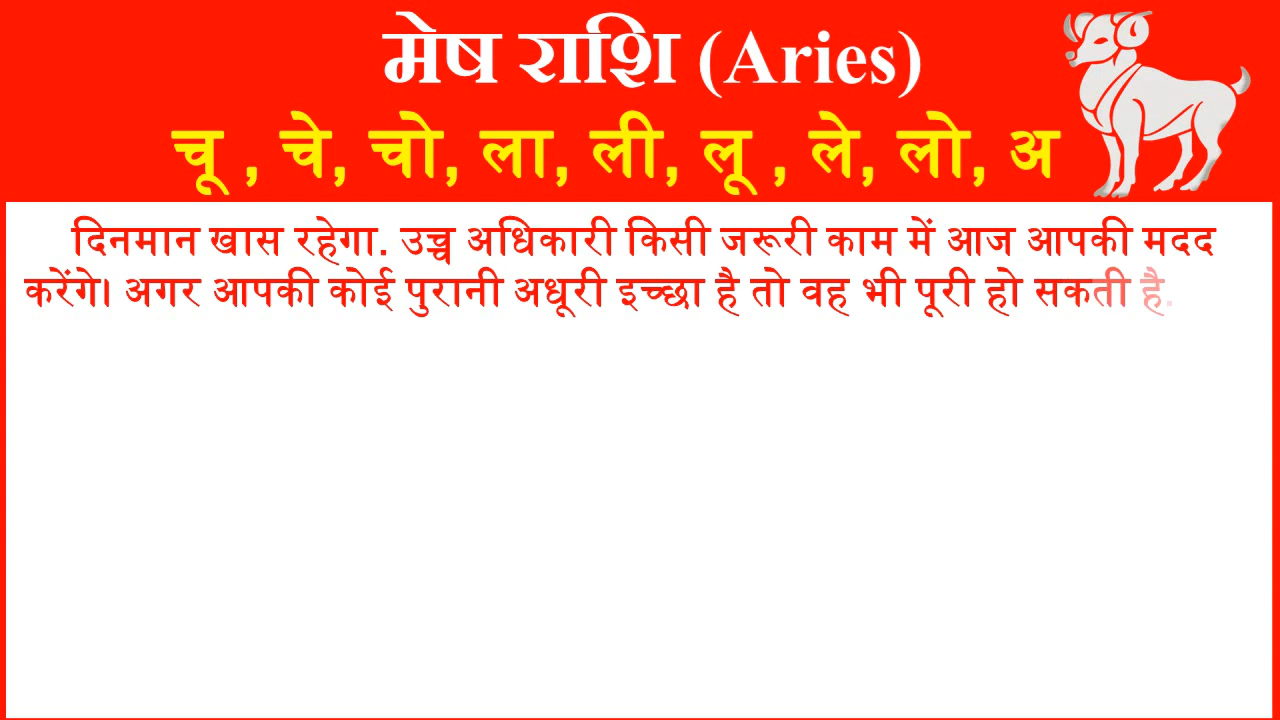 मेष राशि (Aries)
चू , चे, चो, ला, ली, लू , ले, लो, अ
दिनमान खास रहेगा. उच्च अधिकारी किसी जरूरी काम में आज आपकी मदद
करेंगे। अगर आपकी कोई पुरानी अधूरी इच्छा है तो वह भी पूरी हो सकती है.